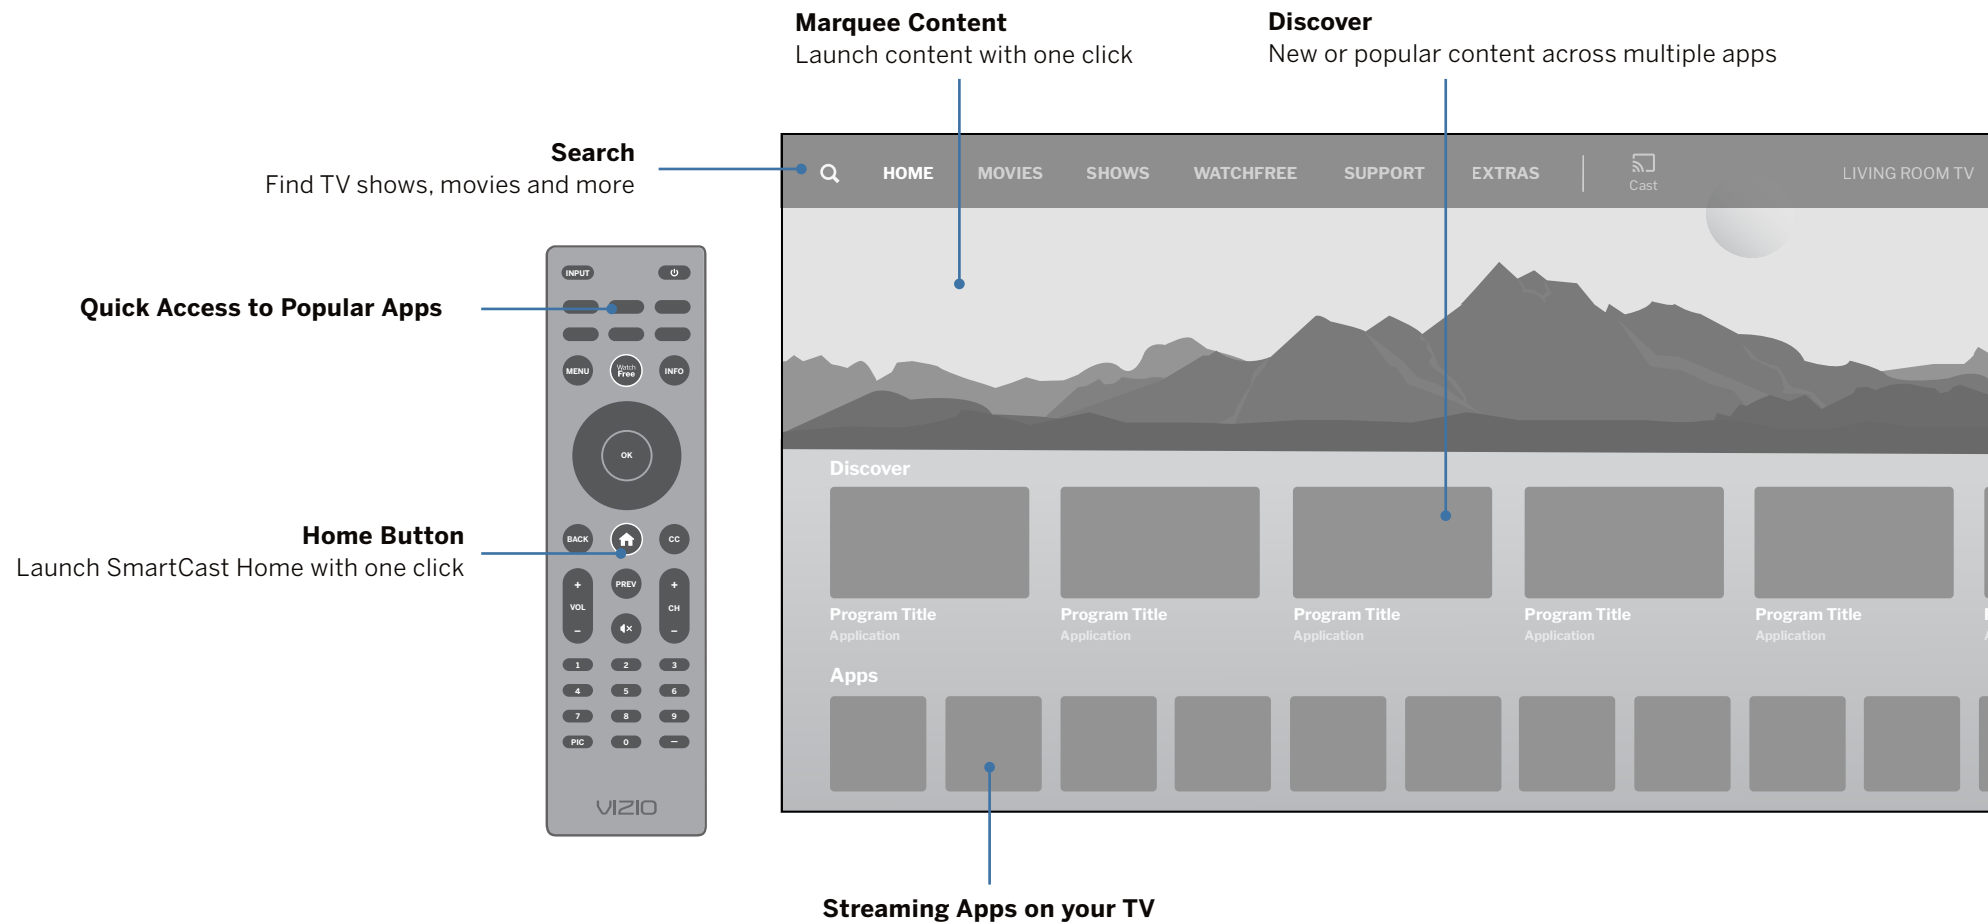 Marquee Content
Launch content with one click
Discover
New or popular content across multiple apps
Search
Find TV shows, movies and more
HOME MOVIES SHOWS WATCHFREE SUPPORT EXTRAS Cast LIVING ROOM TV
Quick Access to Popular Apps
INPUT
MENU Watch Free INFO
OK
Home Button
Launch SmartCast Home with one click
BACK CC
+ PREV +
VOL CH
– –
1 2 3
4 5 6
7 8 9
PIC 0 –
VIZIO
Discover
Program Title Program Title Program Title Program Title Program Title
Application Application Application Application Application
Apps
Streaming Apps on your TV